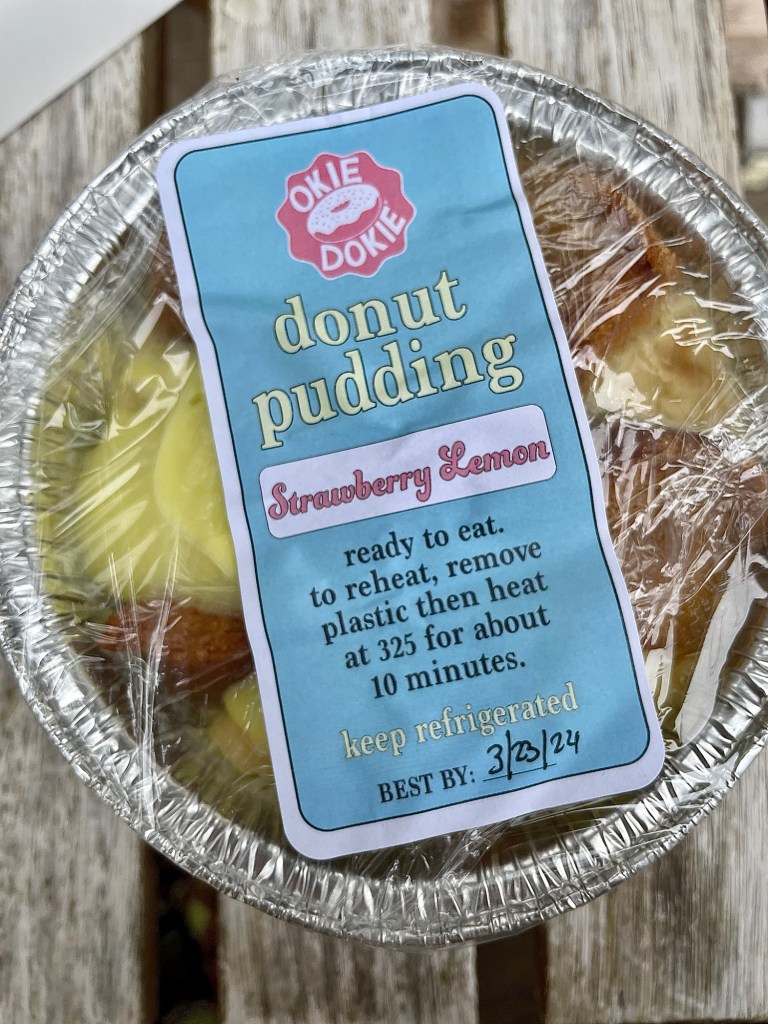 OKIE
DOKIE
donut
pudding
Strawberry Lemon
ready to eat.
to reheat, remove
plastic then heat
at 325 for about
10 minutes.
keep refrigerated
BEST BY: 3/23/24